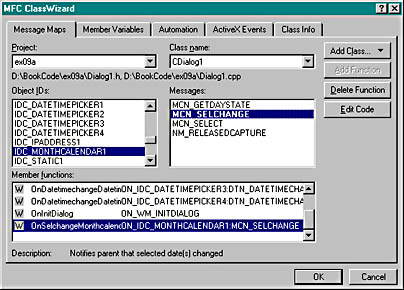 MFC ClassWizard
Message Maps Member Variables Automation ActiveX Events Class Info
Project: Class name:
ex09a CDialog1
Add Class...
D:\BookCode\ex09a\Dialog1.h, D:\BookCode\ex09a\Dialog1.cpp
Add Function
Object IDs: Messages:
Delete Function
Edit Code
IDC_DATETIMEPICKER1
IDC_DATETIMEPICKER2
IDC_DATETIMEPICKER3
IDC_DATETIMEPICKER4
IDC_IPADDRESS1
IDC_MONTHCALENDAR1
IDC_STATIC1
MCN_GETDAYSTATE
MCN_SELCHANGE
MCN_SELECT
NM_RELEASEDCAPTURE
Member functions:
W OnDatetimechangeDatetim ON_IDC_DATETIMEPICKER3:DTN_DATETIMECHA
W OnDatetimechangeDatetim ON_IDC_DATETIMEPICKER4:DTN_DATETIMECHA
W OnInitDialog ON_WM_INITDIALOG
W OnSelchangeMonthcalend ON_IDC_MONTHCALENDAR1:MCN_SELCHANGE
Description: Notifies parent that selected date(s) changed
OK Cancel